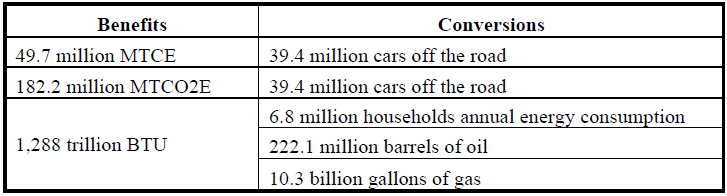 Benefits Conversions
49.7 million MTCE 39.4 million cars off the road
182.2 million MTCO2E 39.4 million cars off the road
1,288 trillion BTU 6.8 million households annual energy consumption
222.1 million barrels of oil
10.3 billion gallons of gas